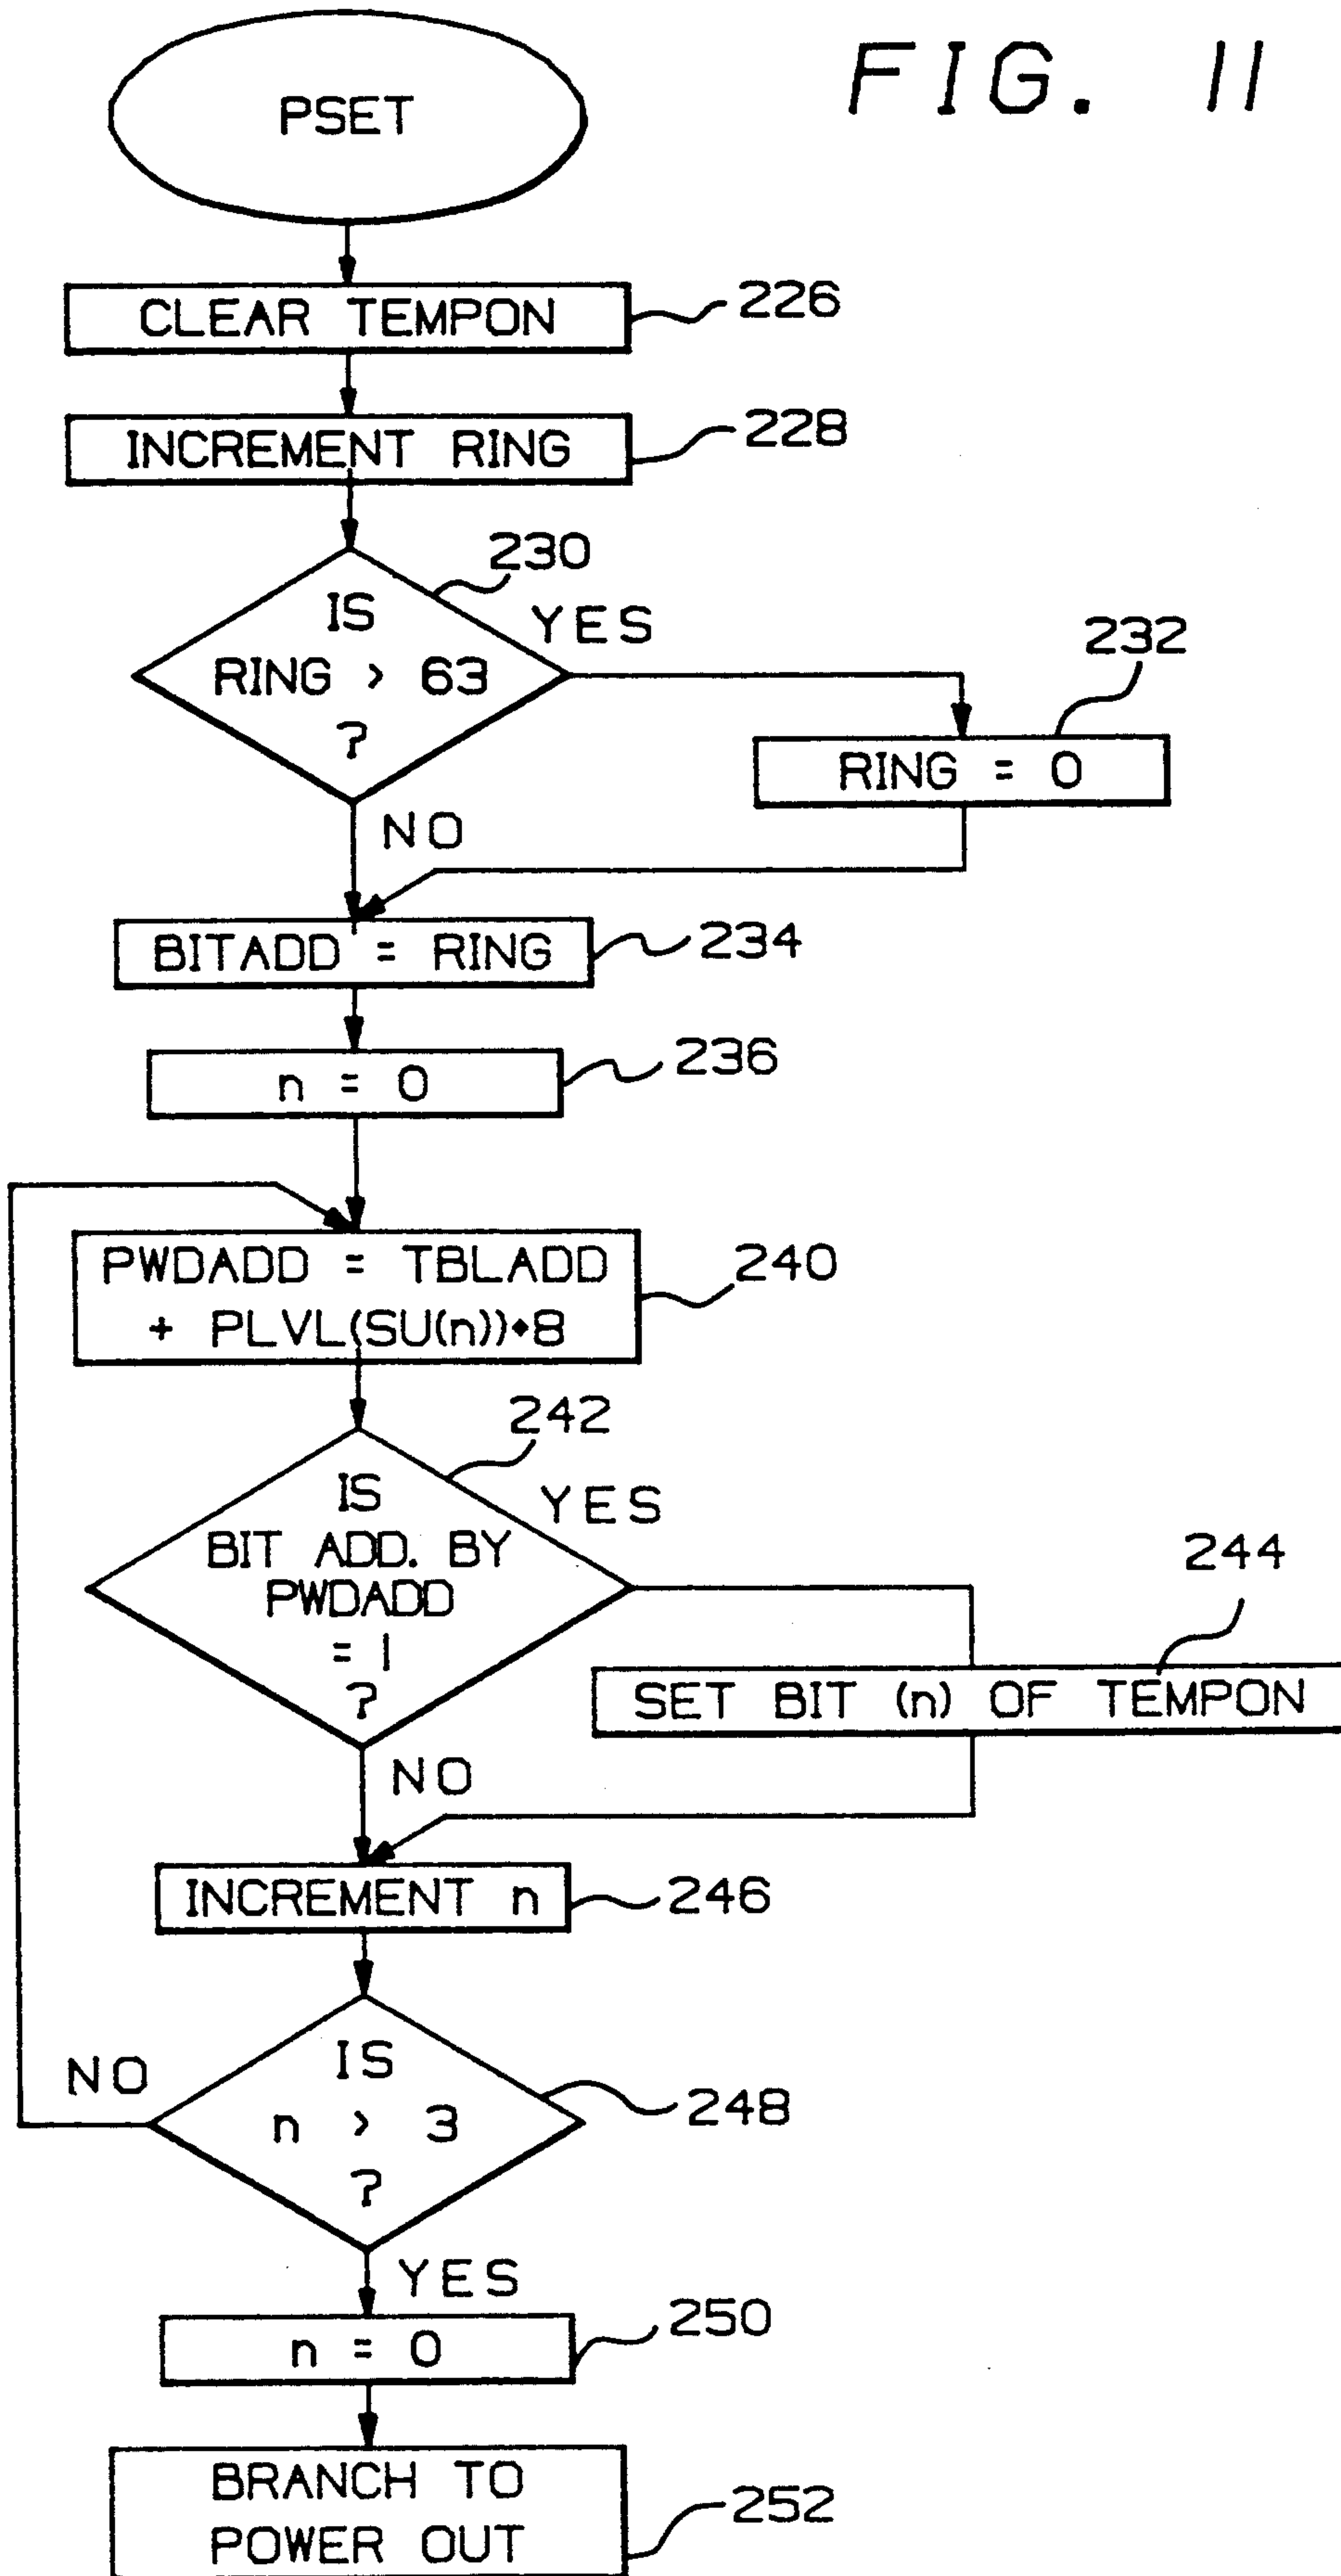 FIG. 11
PSET
CLEAR TEMPON
226
INCREMENT RING
228
230
IS
RING > 63
?
YES
232
RING = 0
NO
BITADD = RING
234
n = 0
236
PWDADD = TBLADD
+ PLVL(SU(n))•8
240
242
IS
BIT ADD. BY
PWDADD
= 1
?
YES
244
SET BIT (n) OF TEMPON
NO
INCREMENT n
246
IS
n > 3
?
NO
248
YES
n = 0
250
BRANCH TO
POWER OUT
252